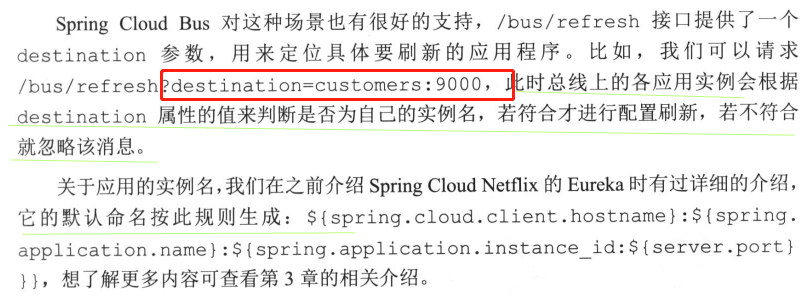 Spring Cloud Bus 对这种场景也有很好的支持，/bus/refresh 接口提供了一个
destination 参数，用来定位具体要刷新的应用程序。比如，我们可以请求
/bus/refresh?destination=customers:9000，此时总线上的各应用实例会根据
destination 属性的值来判断是否为自己的实例名，若符合才进行配置刷新，若不符合
就忽略该消息。
关于应用的实例名，我们在之前介绍 Spring Cloud Netflix 的 Eureka 时有过详细的介绍，
它的默认命名按此规则生成：${spring.cloud.client.hostname}:${spring.
application.name}:${spring.application.instance_id:${server.port}
}}，想了解更多内容可查看第 3 章的相关介绍。